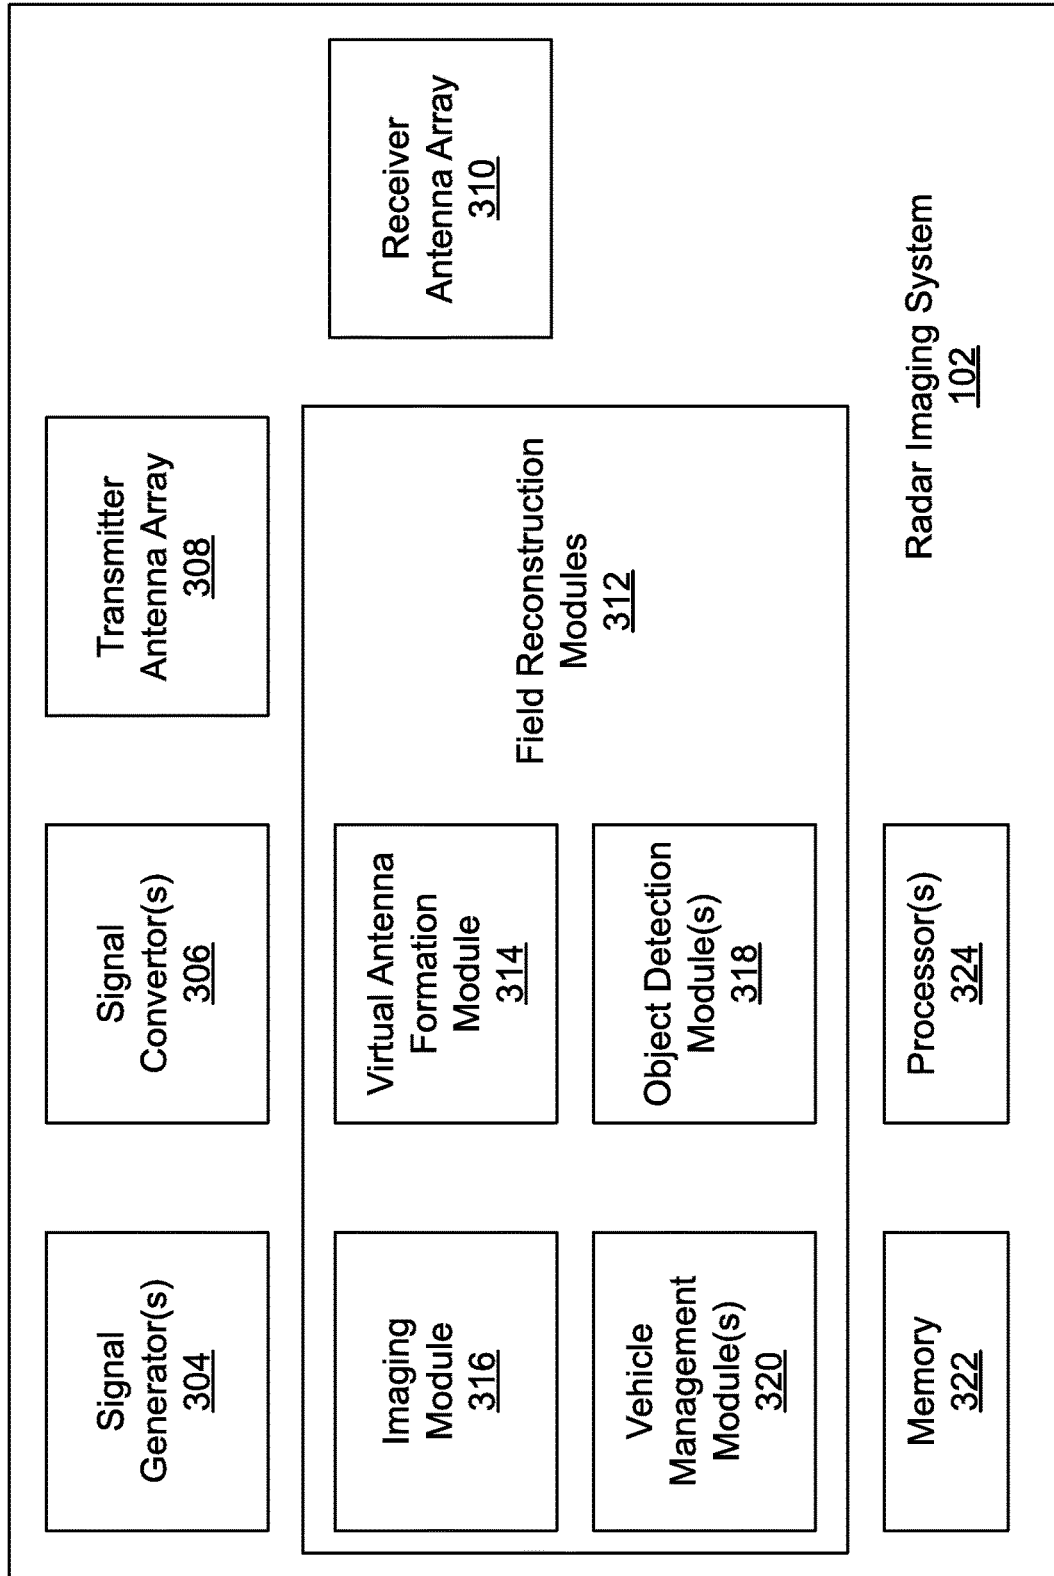 Signal
Generator(s)
304
Signal
Convertor(s)
306
Transmitter
Antenna Array
308
Imaging
Module
316
Virtual Antenna
Formation
Module
314
Receiver
Antenna Array
310
Vehicle
Management
Module(s)
320
Object Detection
Module(s)
318
Field Reconstruction
Modules
312
Memory
322
Processor(s)
324
Radar Imaging System
102